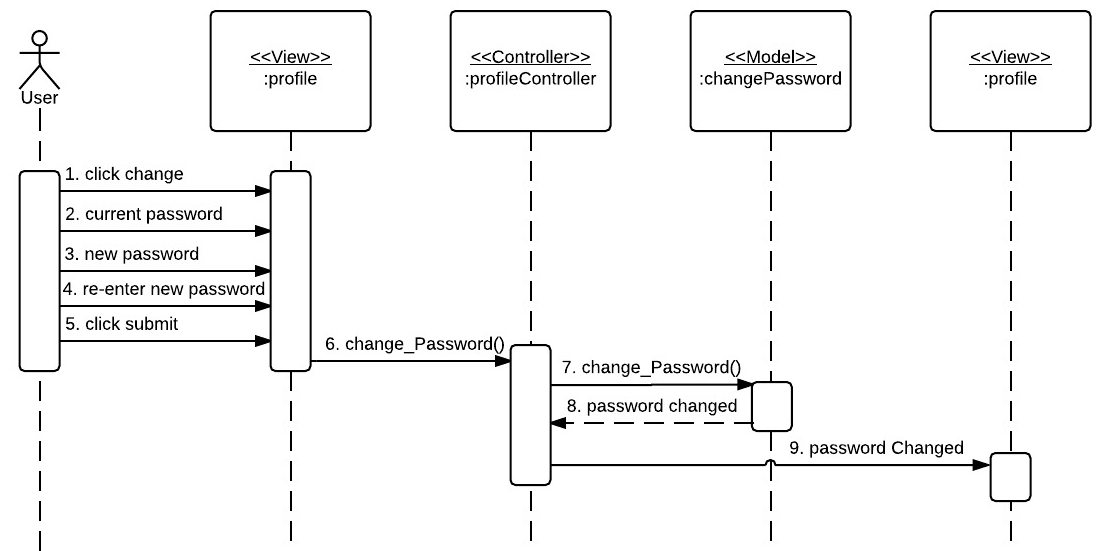 <<View>>
:profile
<<Controller>>
:profileController
<<Model>>
:changePassword
<<View>>
:profile
User
1. click change
2. current password
3. new password
4. re-enter new password
5. click submit
6. change_Password()
7. change_Password()
8. password changed
9. password Changed